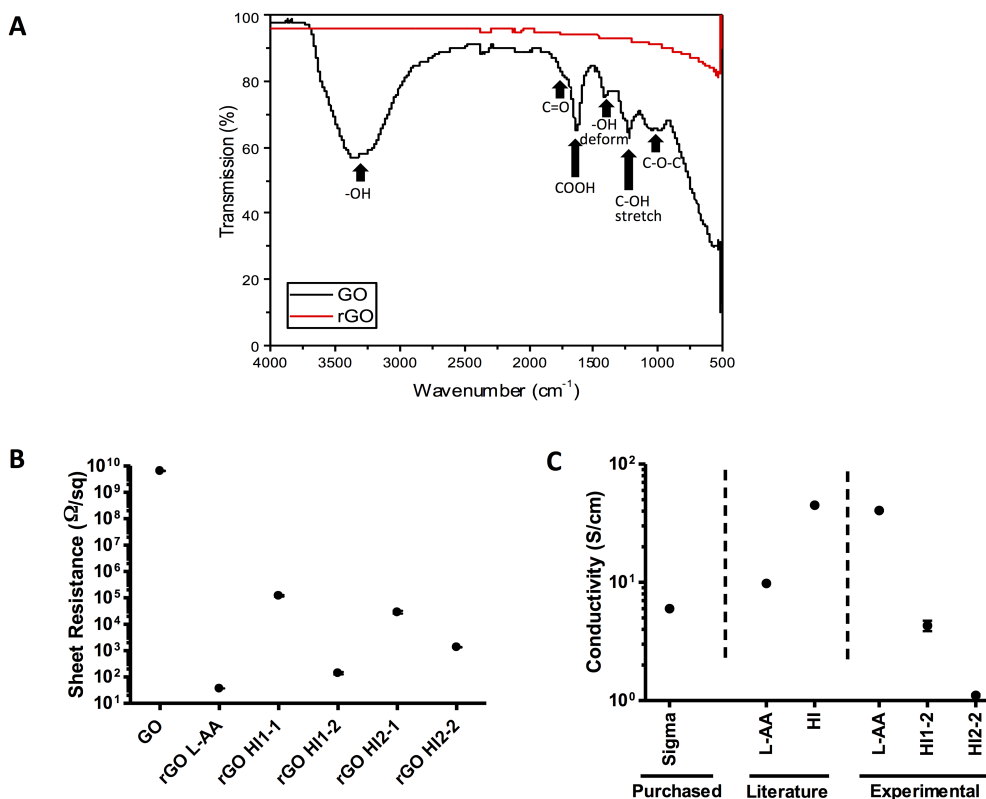 A
Transmission (%)
100
80
60
40
20
0
C=O
-OH
deform
C-O-C
-OH
COOH
C-OH
stretch
GO
rGO
4000 3500 3000 2500 2000 1500 1000 500
Wavenumber (cm-1)
B
Sheet Resistance (Ω/sq)
10^10
10^9
10^8
10^7
10^6
10^5
10^4
10^3
10^2
10^1
GO
rGO L-AA
rGO HI1-1
rGO HI1-2
rGO HI2-1
rGO HI2-2
C
Conductivity (S/cm)
10^2
10^1
10^0
Sigma
L-AA
HI
L-AA
HI1-2
HI2-2
Purchased Literature Experimental